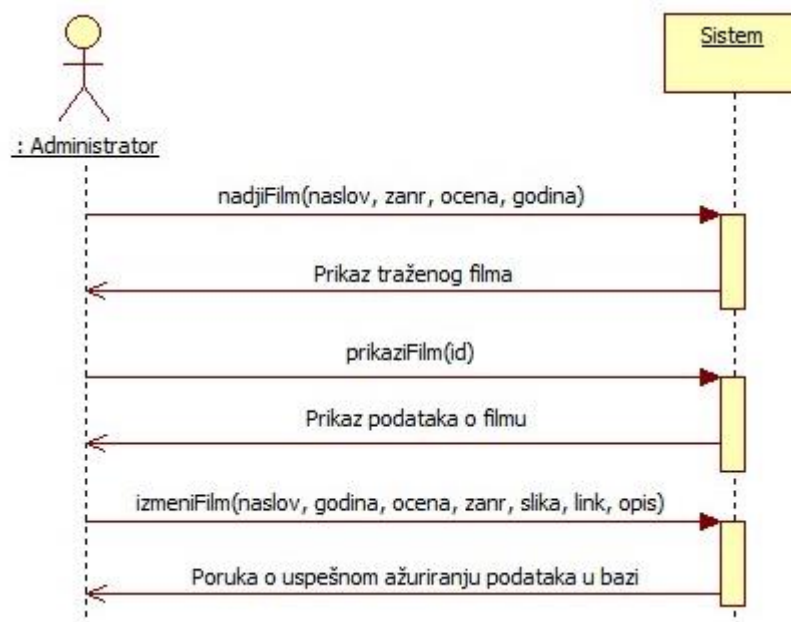 Sistem
: Administrator
nadjiFilm(naslov, zanr, ocena, godina)
Prikaz traženog filma
prikaziFilm(id)
Prikaz podataka o filmu
izmeniFilm(naslov, godina, ocena, zanr, slika, link, opis)
Poruka o uspešnom ažuriranju podataka u bazi